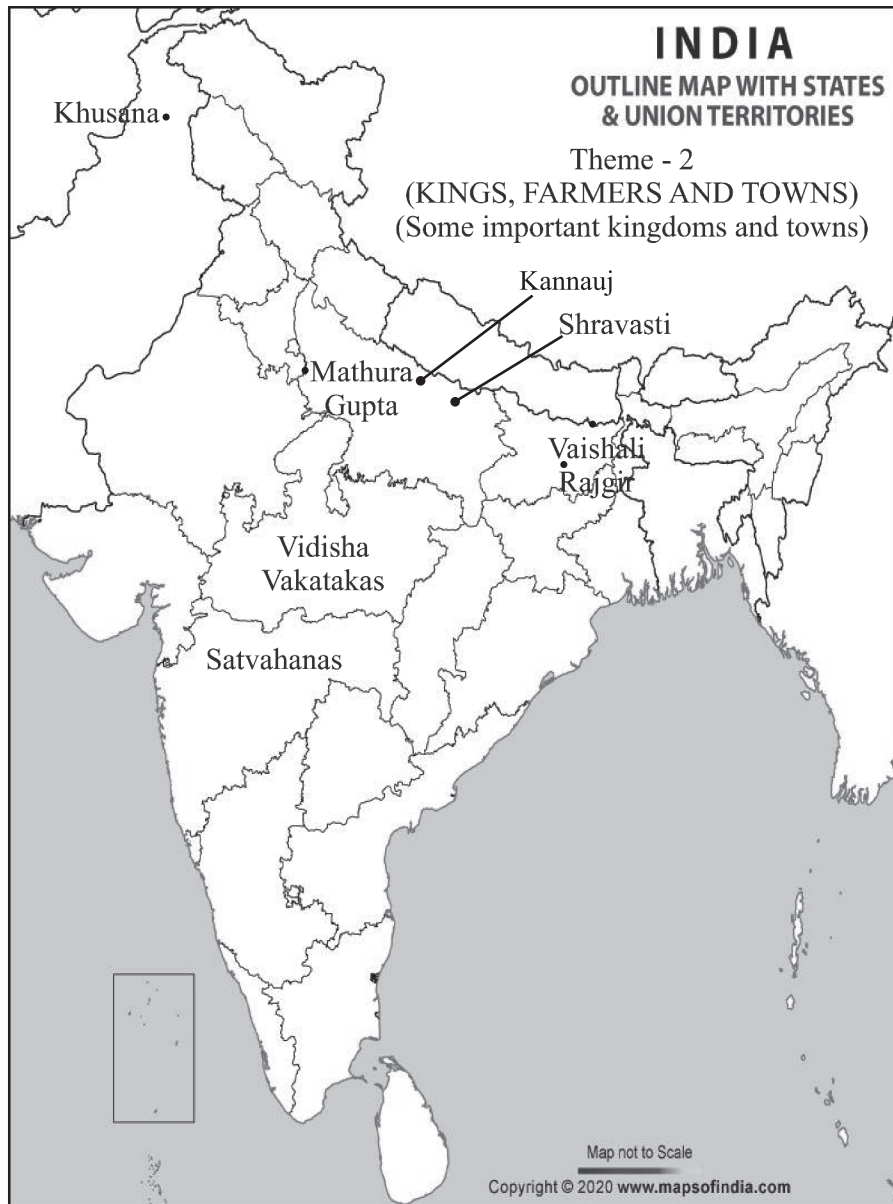 INDIA
OUTLINE MAP WITH STATES
& UNION TERRITORIES
Khusana
Theme - 2
(KINGS, FARMERS AND TOWNS)
(Some important kingdoms and towns)
Kannauj
Shravasti
Mathura
Gupta
Vaishali
Rajgir
Vidisha
Vakatakas
Satvahanas
Map not to Scale
Copyright © 2020 www.mapsofindia.com